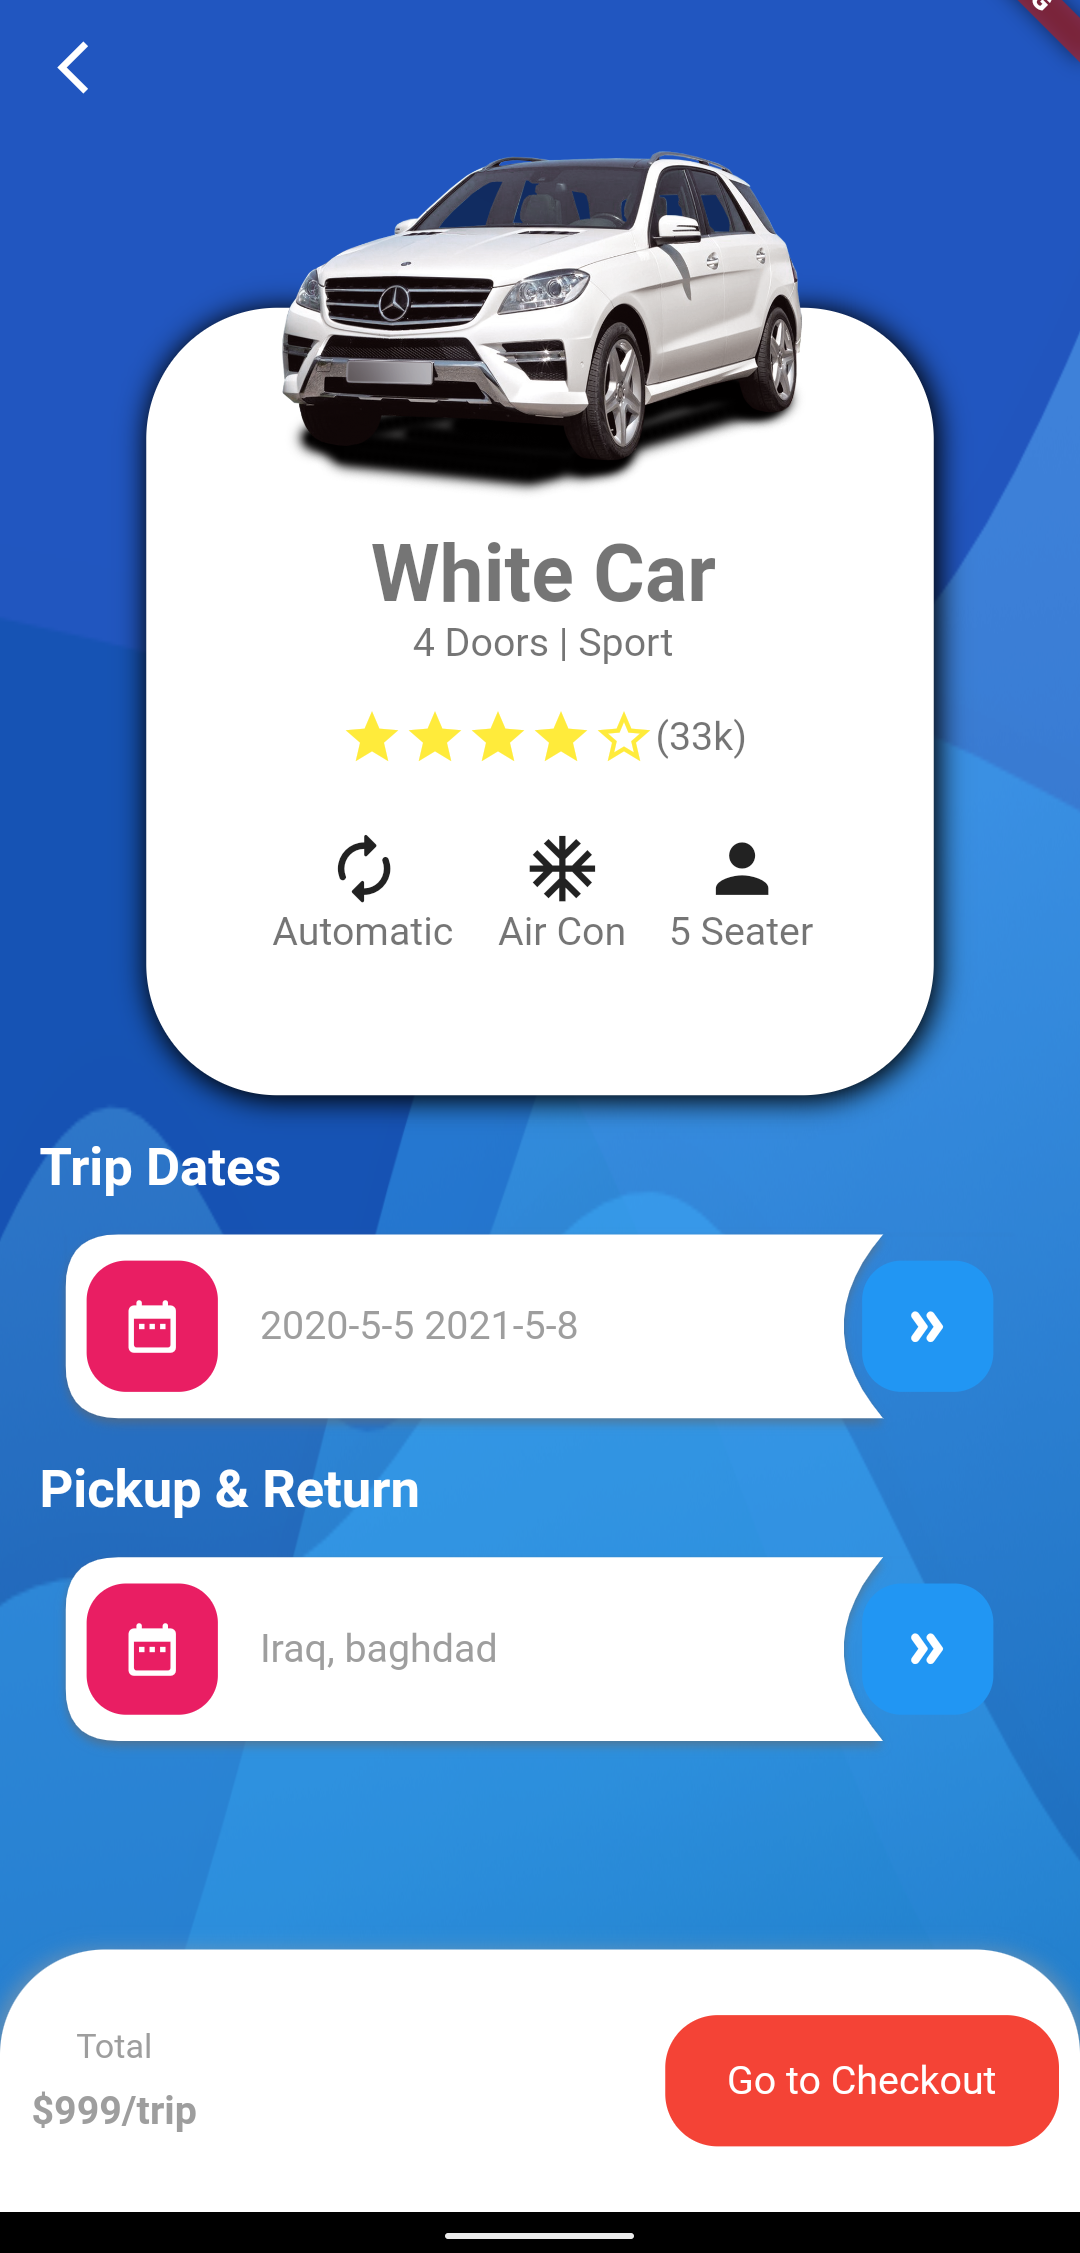 White Car
4 Doors | Sport
(33k)
Automatic Air Con 5 Seater
Trip Dates
2020-5-5 2021-5-8
Pickup & Return
Iraq, baghdad
Total
$999/trip
Go to Checkout